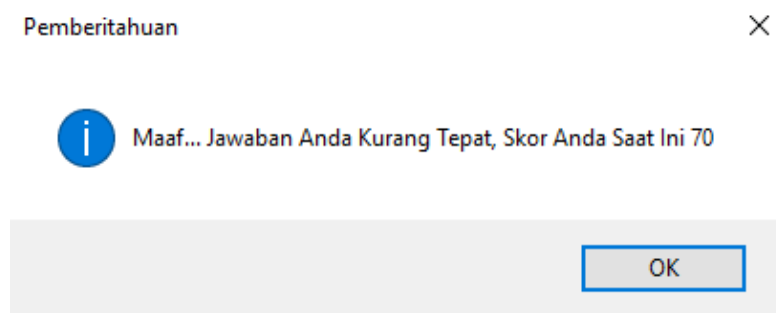 Pemberitahuan
Maaf... Jawaban Anda Kurang Tepat, Skor Anda Saat Ini 70
OK